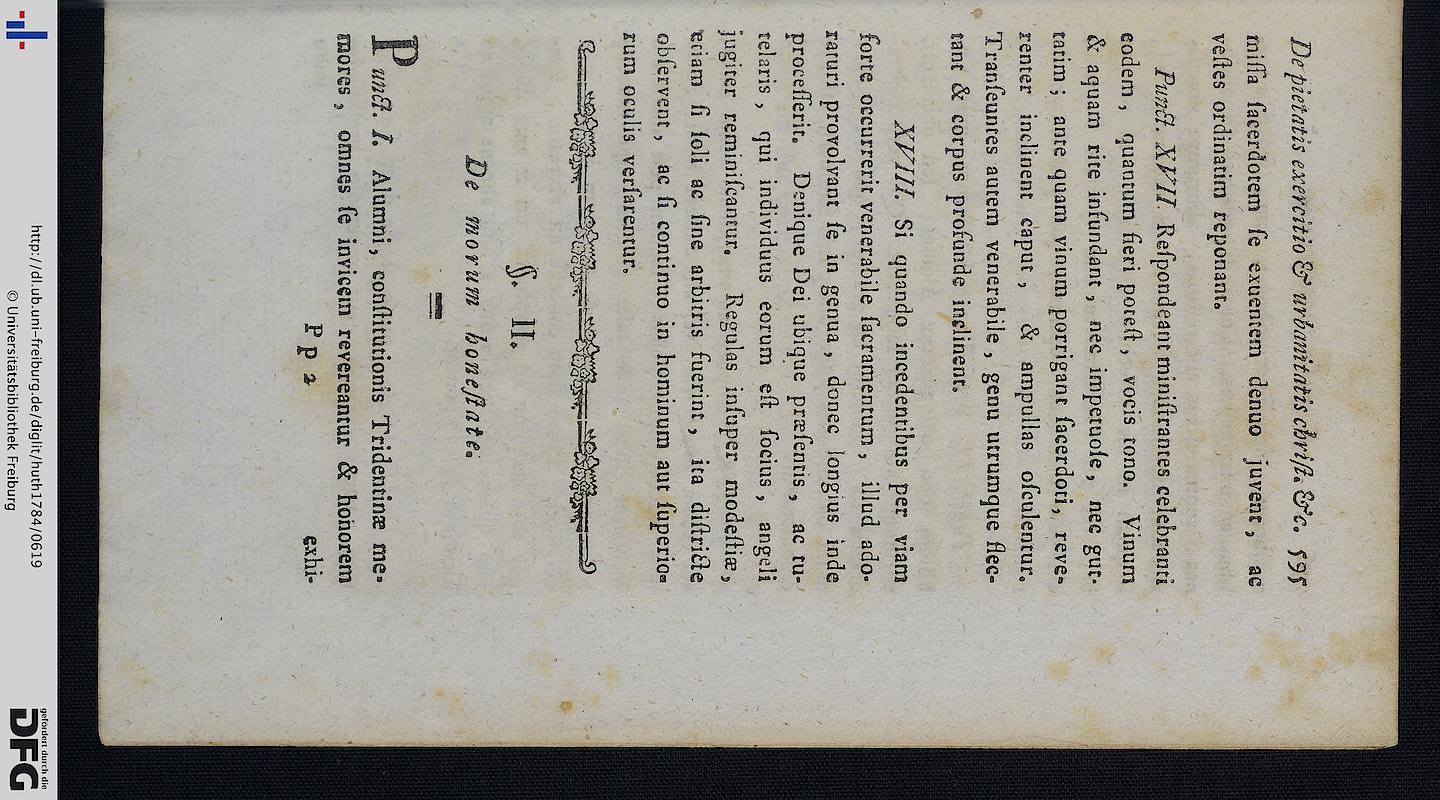 De pietatis exercitio & urbanitatis chriſt. &c. 595
miſſa ſacerdotem ſe exuentem denuo juvent, ac
veſtes ordinatim reponant.
Punct. XVII. Reſpondeant miniſtrantes celebranti
eodem, quantum fieri poteſt, vocis tono. Vinum
& aquam rite infundant, nec impetuoſe, nec gut-
tatim; ante quam vinum porrigant ſacerdoti, reve-
renter inclinent caput, & ampullas oſculentur.
Tranſeuntes autem venerabile, genu utrumque flec-
tant & corpus profunde inclinent.
XVIII. Si quando incedentibus per viam
forte occurrerit venerabile ſacramentum, illud ado-
raturi provolvant ſe in genua, donec longius inde
proceſſerit. Denique Dei ubique præſentis, ac tu-
telaris, qui individuus eorum eſt ſocius, angeli
jugiter reminiſcantur. Regulas inſuper modeſtiæ,
etiam ſi ſoli ac ſine arbitris fuerint, ita diſtricte
obſervent, ac ſi continuo in hominum aut ſuperio-
rum oculis verſarentur.
§. II.
De morum honeſtate.
Punct. I. Alumni, conſtitutionis Tridentinæ me-
mores, omnes ſe invicem revereantur & honorem
P p 2 exhi-
http://dl.ub.uni-freiburg.de/diglit/huth1784/0619
© Universitätsbibliothek Freiburg
gefördert durch die
DFG